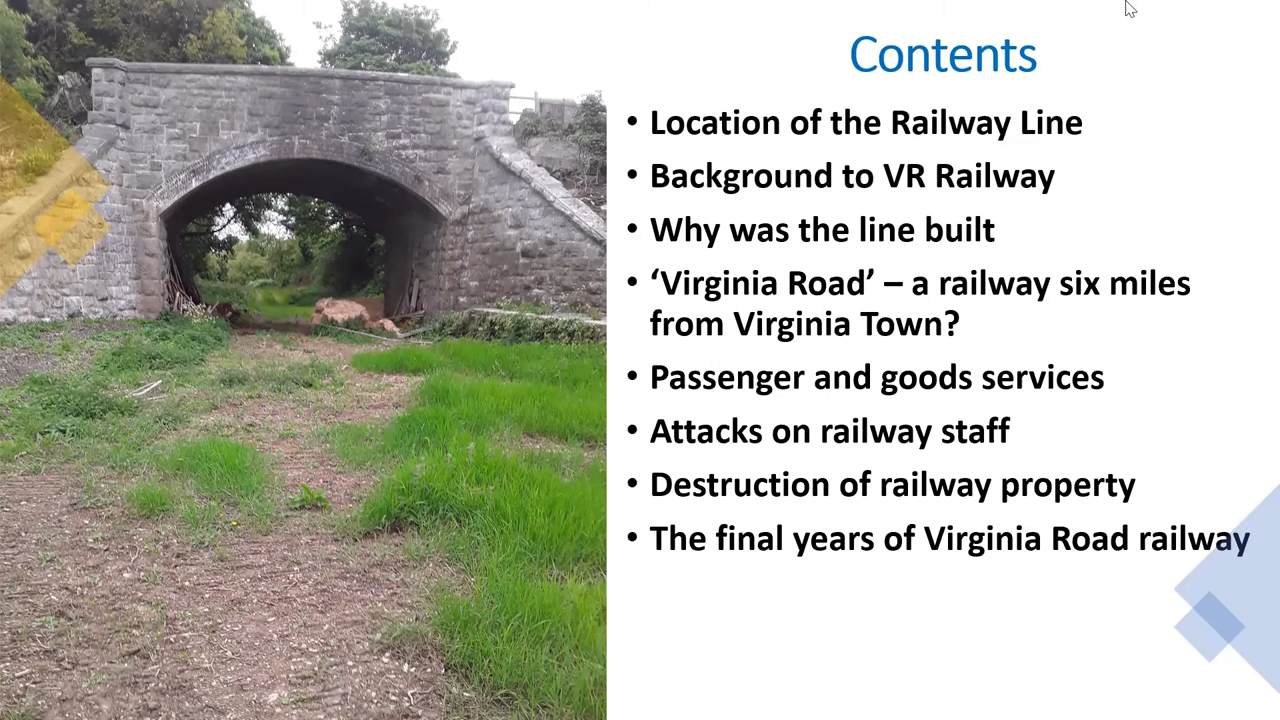 Contents
• Location of the Railway Line
• Background to VR Railway
• Why was the line built
• ‘Virginia Road’ – a railway six miles
from Virginia Town?
• Passenger and goods services
• Attacks on railway staff
• Destruction of railway property
• The final years of Virginia Road railway